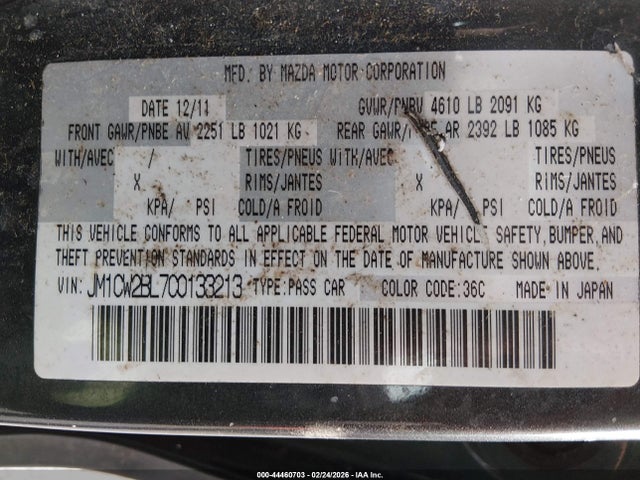 MFD. BY MAZDA MOTOR CORPORATION
DATE 12/11 GVWR/PNBV 4610 LB 2091 KG
FRONT GAWR/PNBE AV 2251 LB 1021 KG REAR GAWR/ AR 2392 LB 1085 KG
WITH/AVEC / TIRES/PNEUS WITH/AVEC TIRES/PNEUS
X RIMS/JANTES X RIMS/JANTES
KPA/ PSI COLD/A FROID KPA/ PSI COLD/A FROID
THIS VEHICLE CONFORMS TO ALL APPLICABLE FEDERAL MOTOR VEHICLE SAFETY, BUMPER, AND
THEFT PREVENTION STANDARDS IN EFFECT ON THE DATE OF MANUFACTURE SHOWN ABOVE.
VIN: JM1CW2BL7C0133213 TYPE:PASS CAR COLOR CODE:36C MADE IN JAPAN
000-44460703 - 02/24/2026 - IAA Inc.